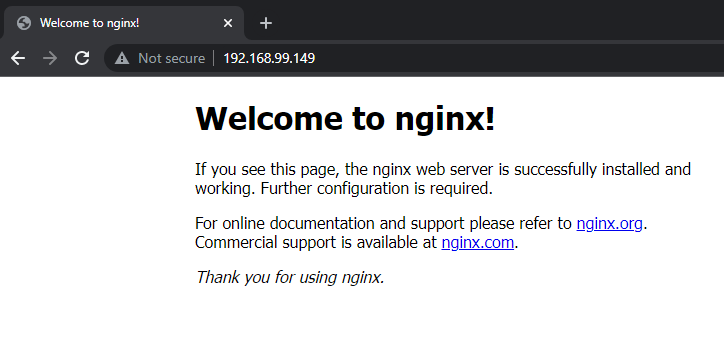 Welcome to nginx!
Not secure | 192.168.99.149
Welcome to nginx!
If you see this page, the nginx web server is successfully installed and
working. Further configuration is required.
For online documentation and support please refer to nginx.org.
Commercial support is available at nginx.com.
Thank you for using nginx.